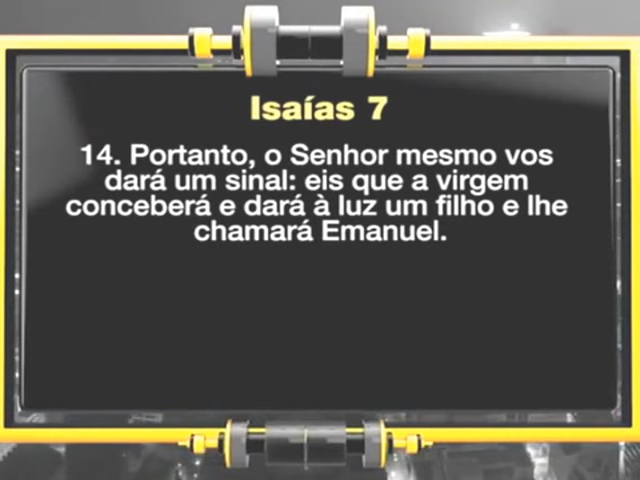 Isaías 7
14. Portanto, o Senhor mesmo vos
dará um sinal: eis que a virgem
conceberá e dará à luz um filho e lhe
chamará Emanuel.